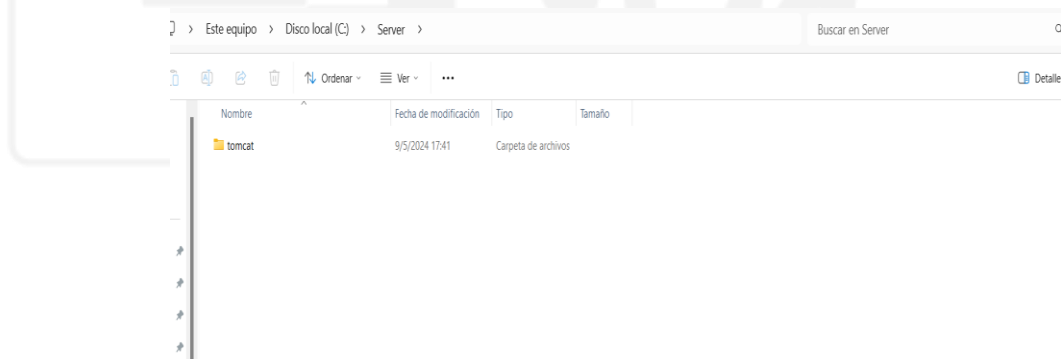 Este equipo > Disco local (C:) > Server >
Buscar en Server
Ordenar Ver ...
Detalle
Nombre Fecha de modificación Tipo Tamaño
tomcat 9/5/2024 17:41 Carpeta de archivos